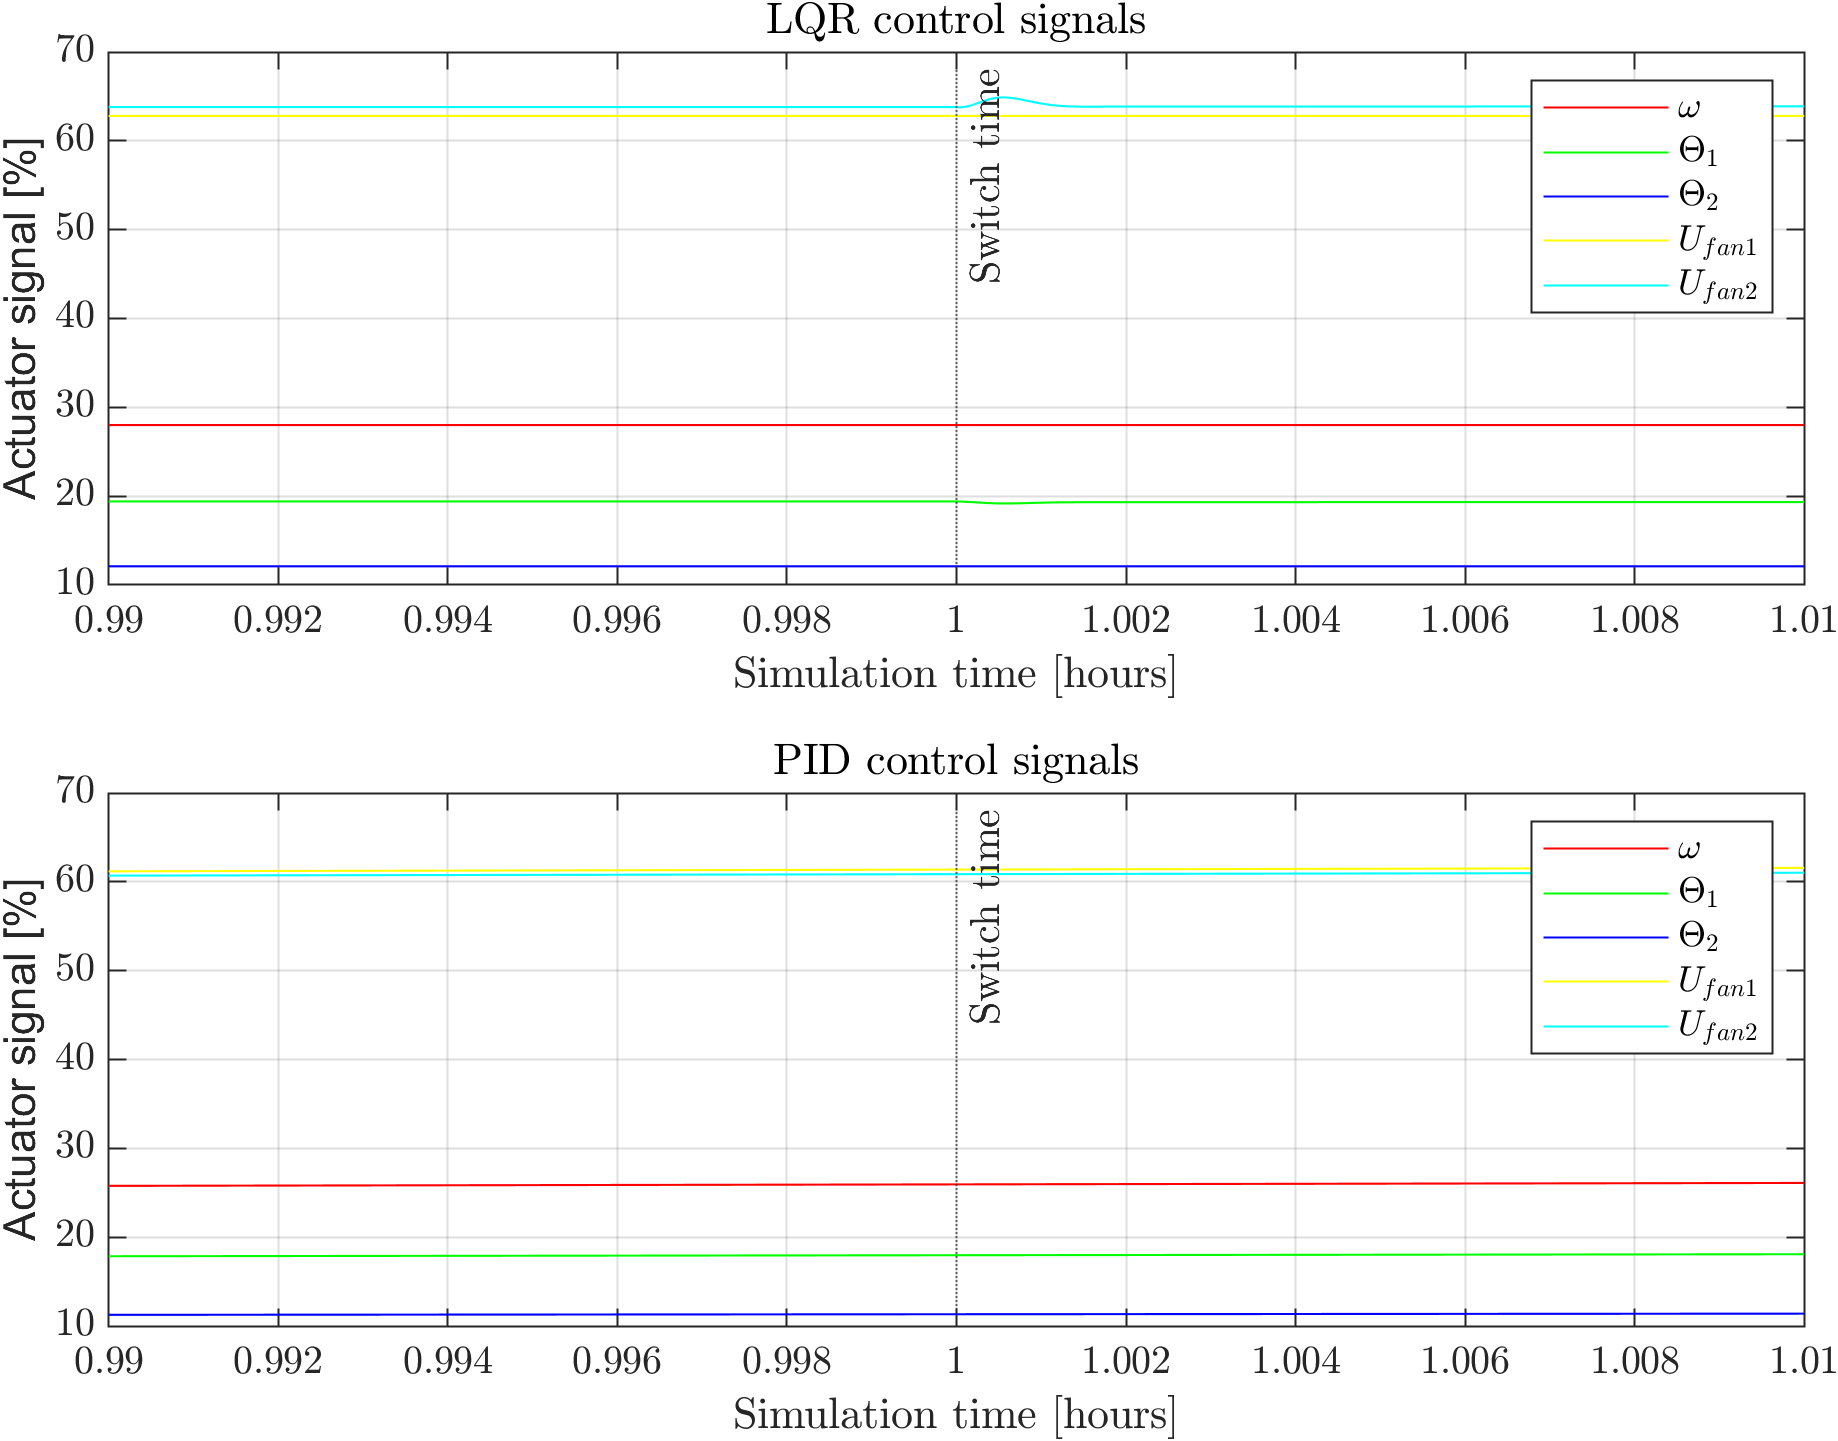 LQR control signals
70
60
50
40
30
20
10
Actuator signal [%]
Switch time
ω
Θ₁
Θ₂
U_fan1
U_fan2
0.99 0.992 0.994 0.996 0.998 1 1.002 1.004 1.006 1.008 1.01
Simulation time [hours]
PID control signals
70
60
50
40
30
20
10
Actuator signal [%]
Switch time
ω
Θ₁
Θ₂
U_fan1
U_fan2
0.99 0.992 0.994 0.996 0.998 1 1.002 1.004 1.006 1.008 1.01
Simulation time [hours]